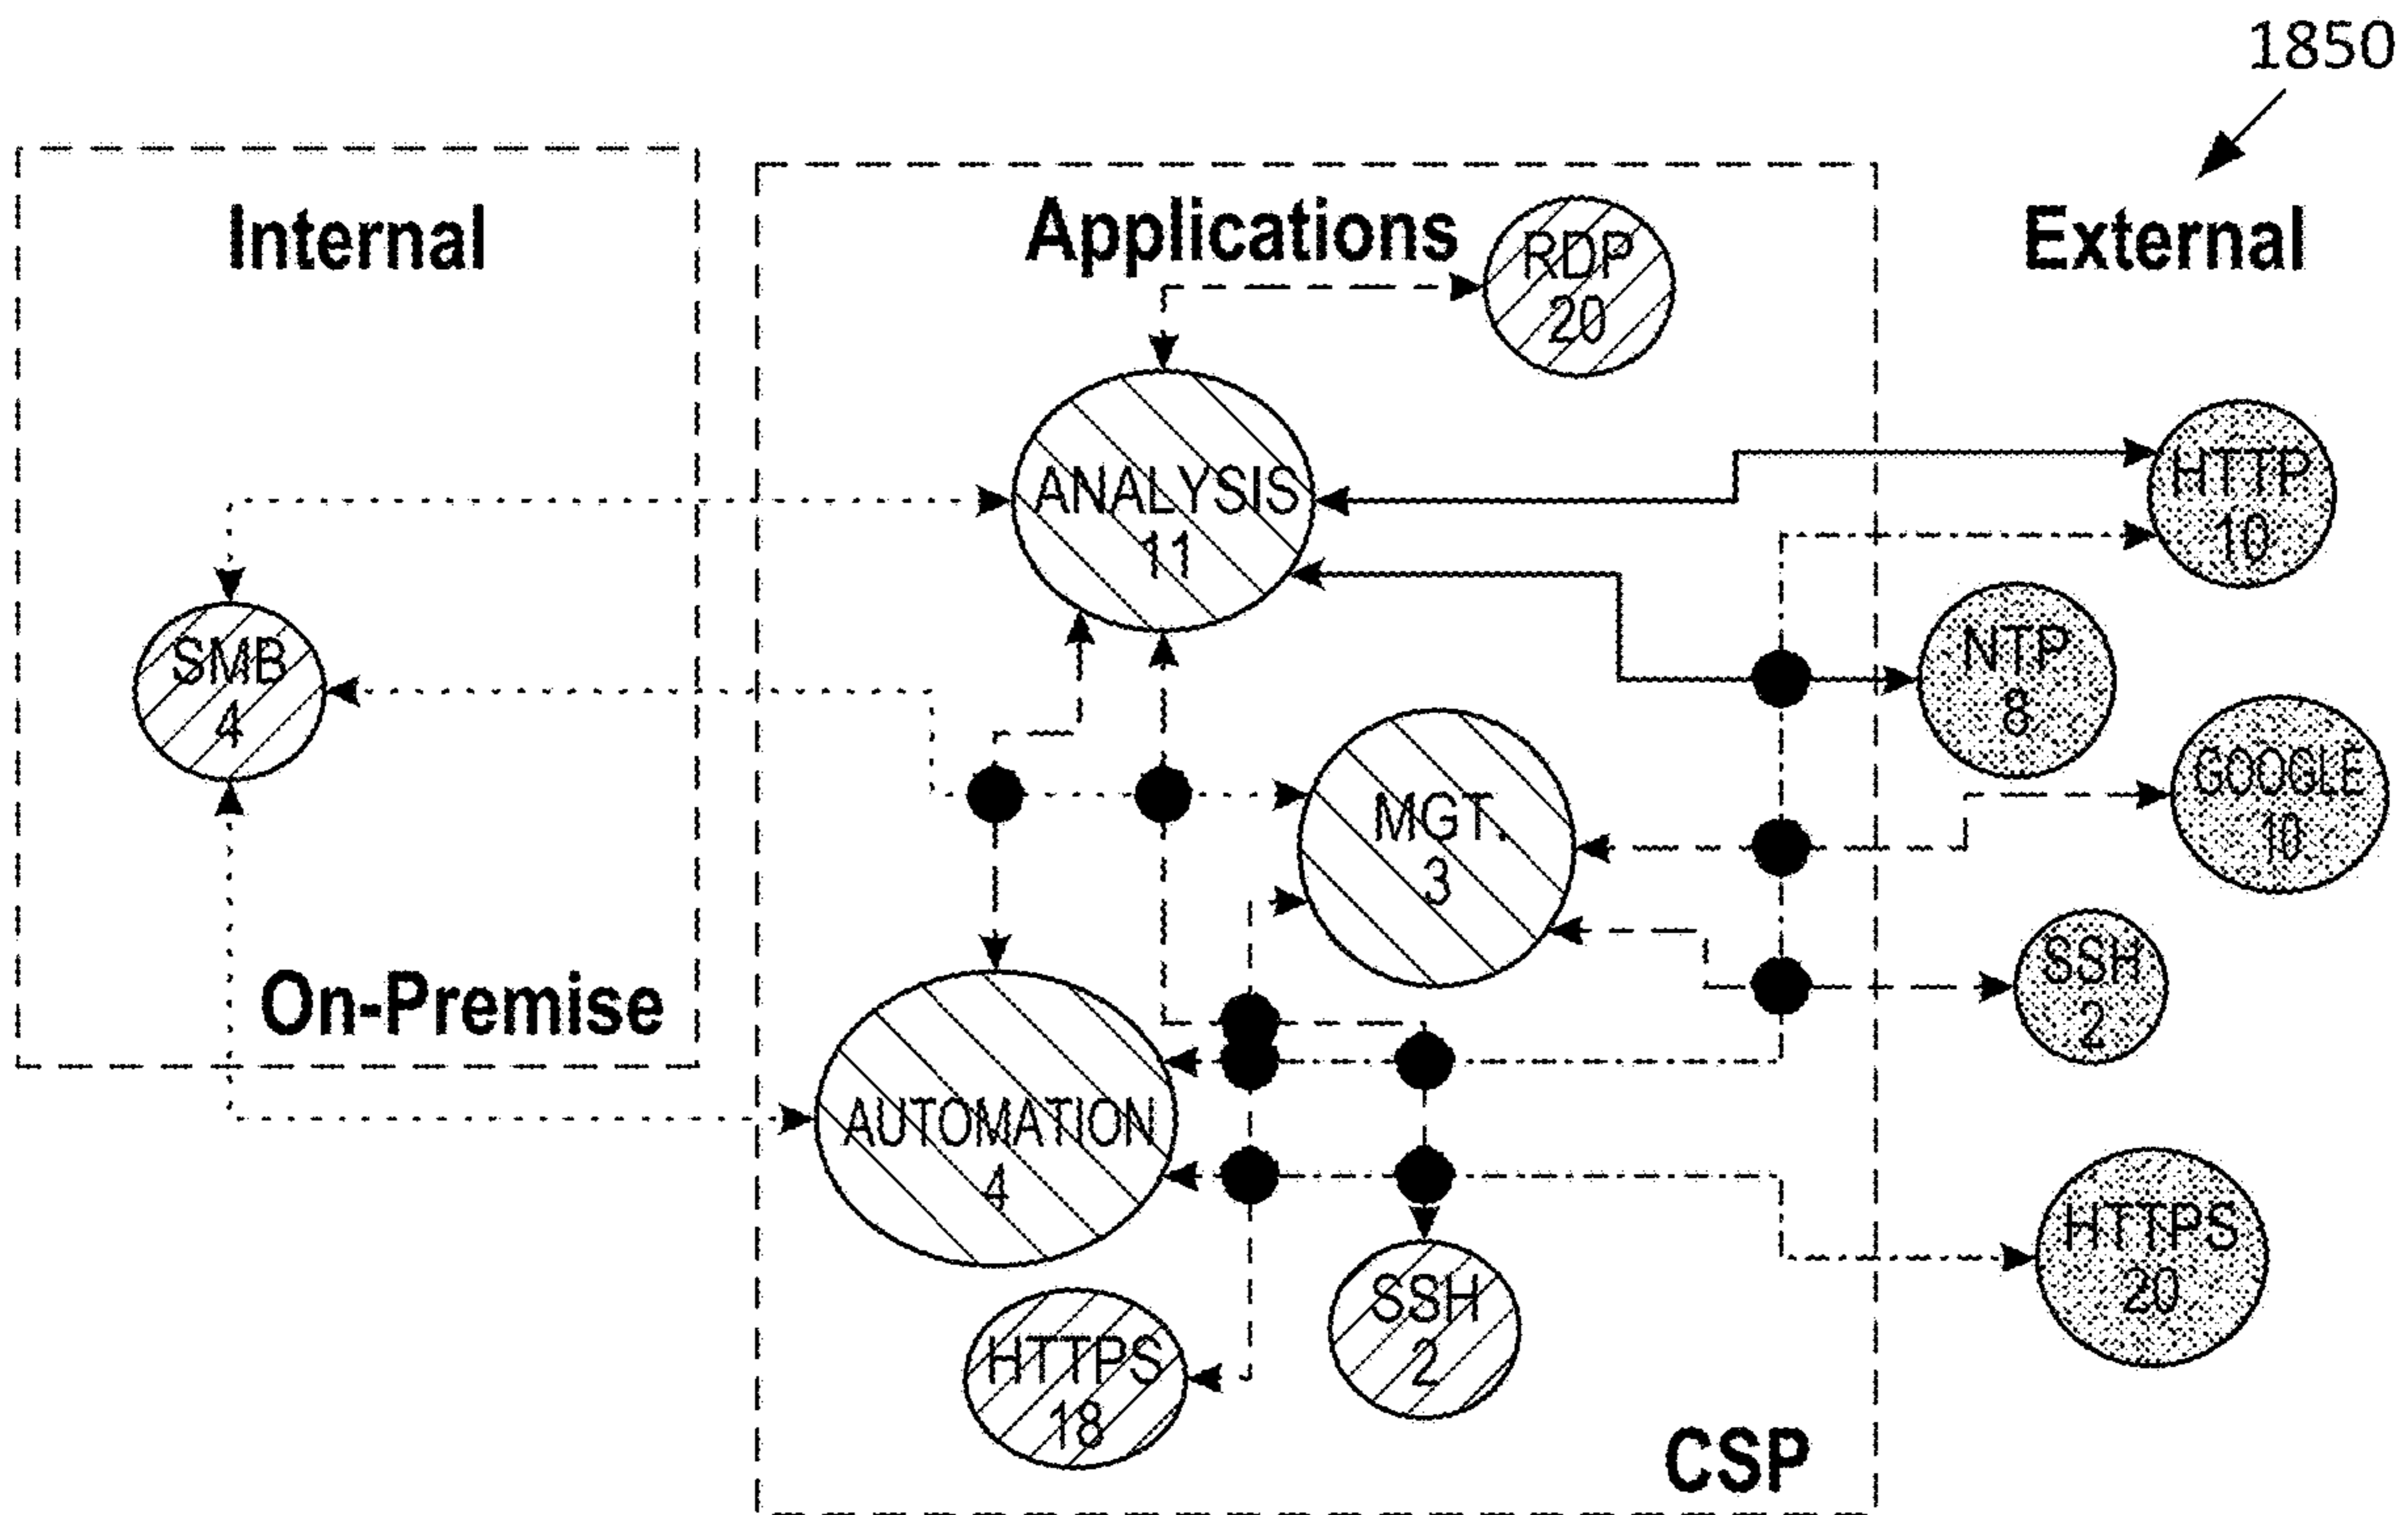 1850
Internal
Applications
External
RDP
20
HTTP
10
ANALYSIS
11
SMB
4
NTP
8
GOOGLE
10
MGT.
3
SSH
2
On-Premise
AUTOMATION
4
HTTPS
20
SSH
2
HTTPS
18
CSP